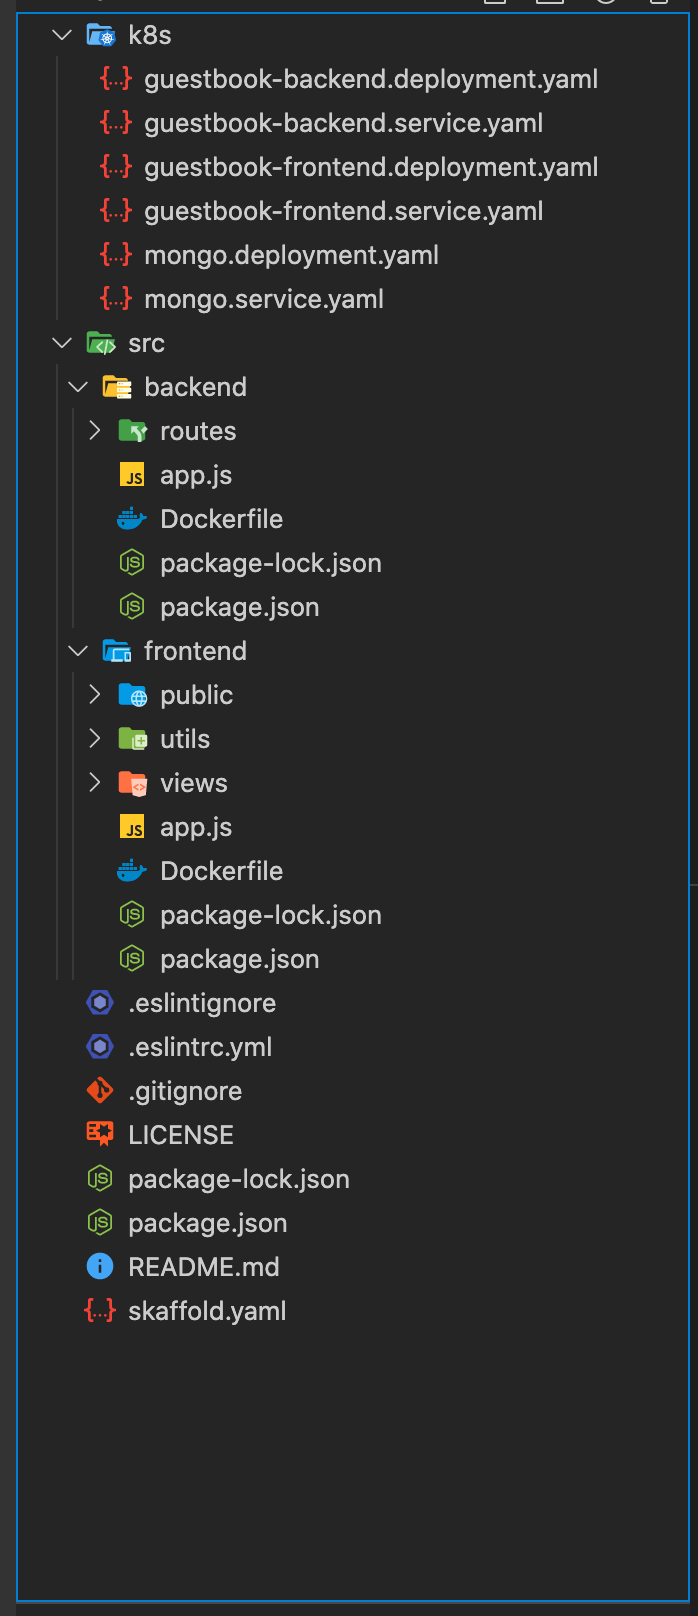 k8s
guestbook-backend.deployment.yaml
guestbook-backend.service.yaml
guestbook-frontend.deployment.yaml
guestbook-frontend.service.yaml
mongo.deployment.yaml
mongo.service.yaml
src
backend
routes
app.js
Dockerfile
package-lock.json
package.json
frontend
public
utils
views
app.js
Dockerfile
package-lock.json
package.json
.eslintignore
.eslintrc.yml
.gitignore
LICENSE
package-lock.json
package.json
README.md
skaffold.yaml